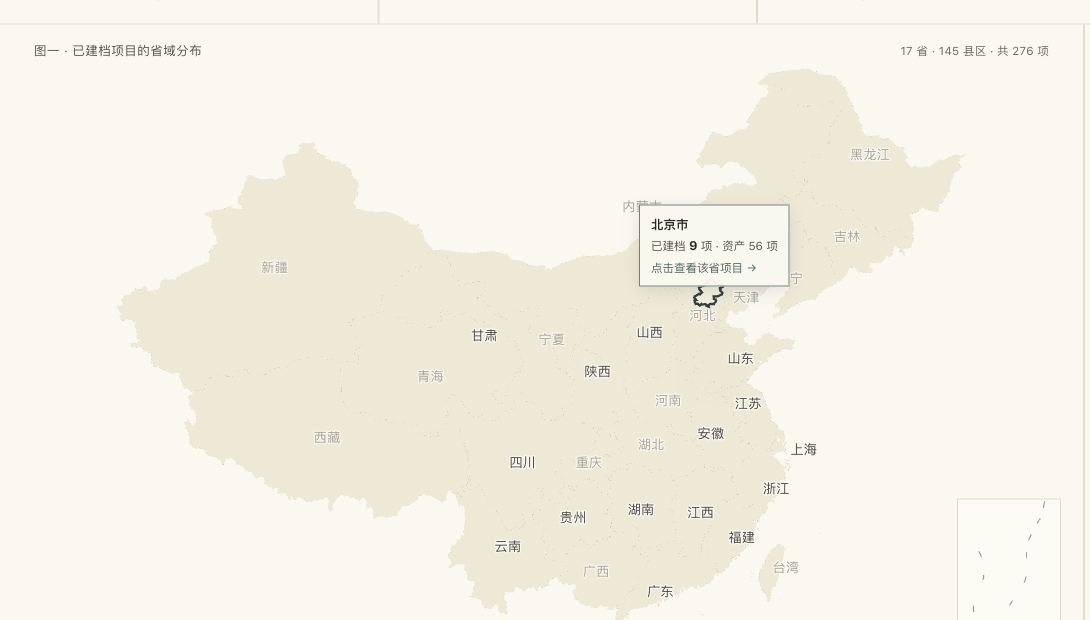 图一 · 已建档项目的省域分布
17 省 · 145 县区 · 共 276 项
黑龙江
内蒙古
北京市
已建档 9 项 · 资产 56 项
点击查看该省项目 →
吉林
新疆
宁
天津
河北
甘肃
宁夏
山西
山东
陕西
青海
河南
江苏
西藏
湖北
安徽
上海
四川
重庆
浙江
贵州
湖南
江西
福建
云南
广西
台湾
广东